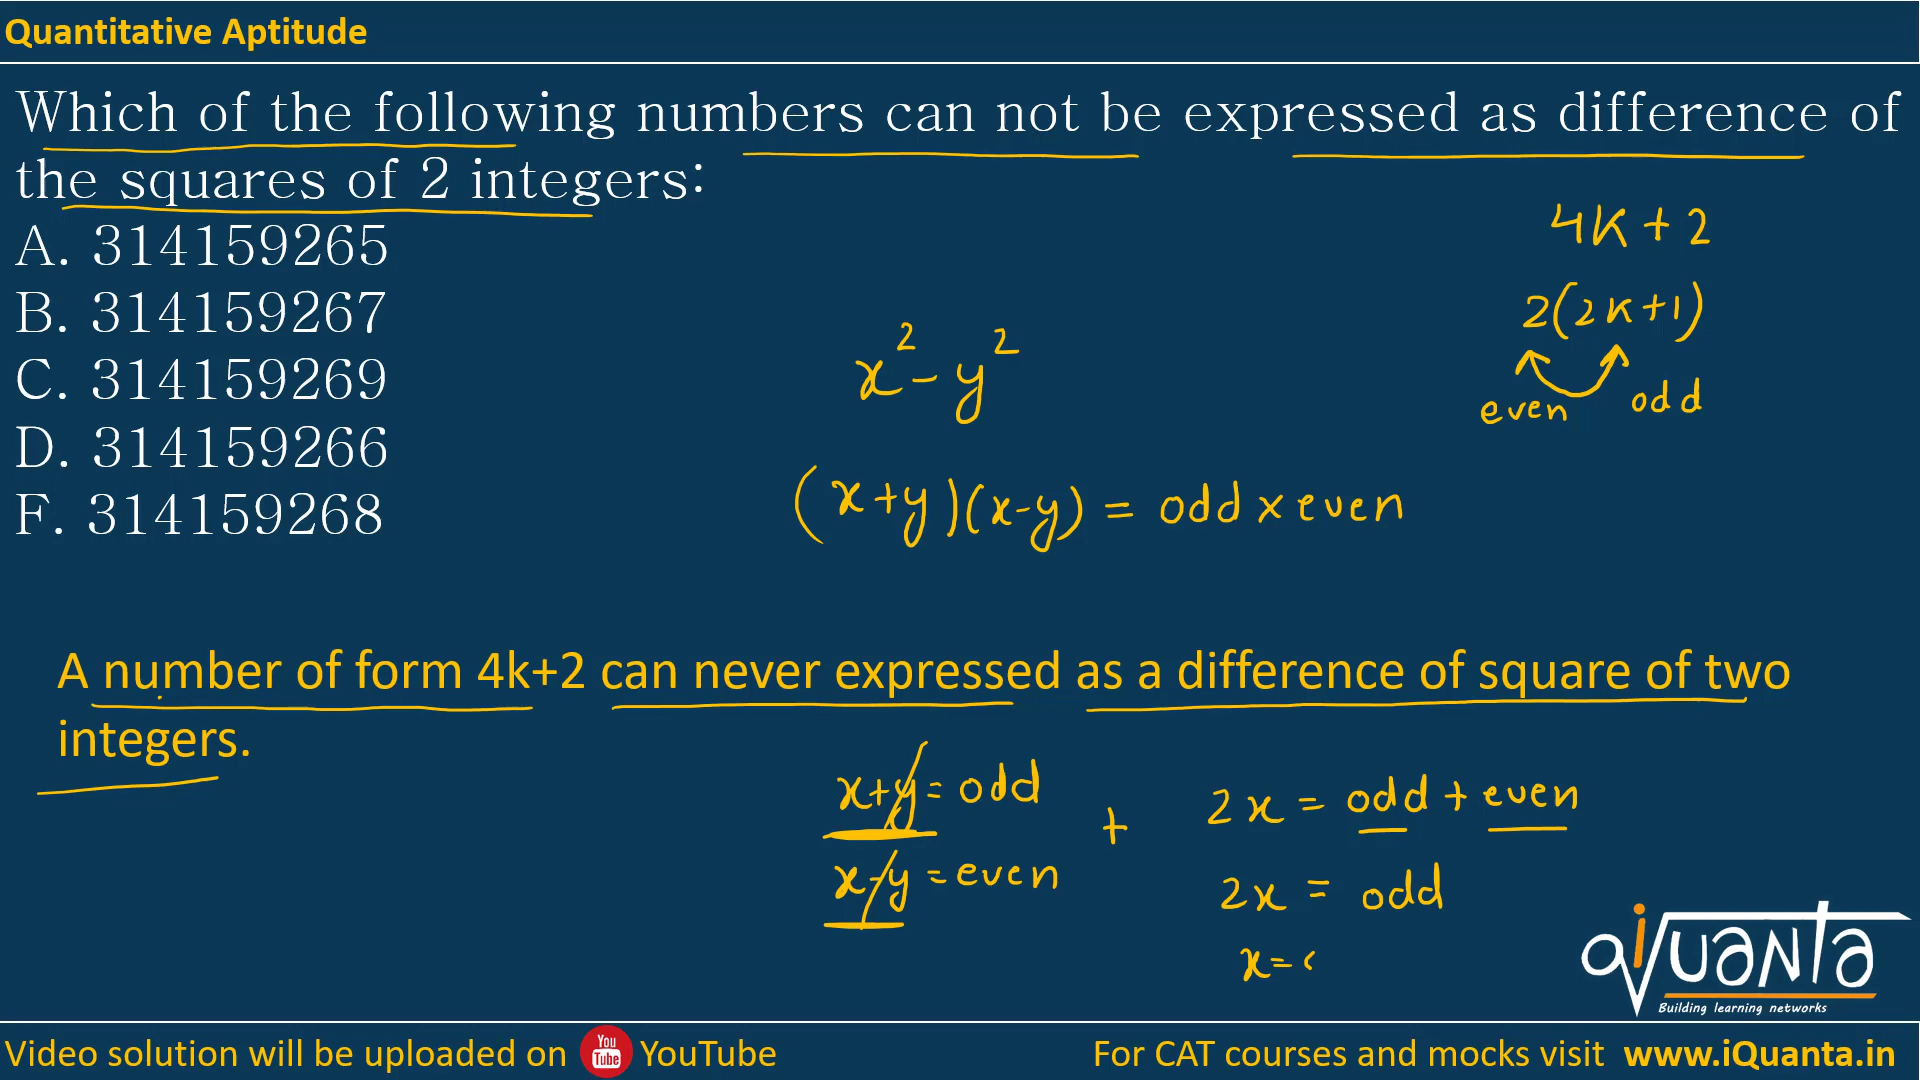 Quantitative Aptitude
Which of the following numbers can not be expressed as difference of
the squares of 2 integers:
A. 314159265
B. 314159267
C. 314159269
D. 314159266
F. 314159268
4K+2
2(2K+1)
even odd
x²-y²
(x+y)(x-y) = odd × even
A number of form 4k+2 can never expressed as a difference of square of two
integers.
x+y = odd
x-y = even
+
2x = odd + even
2x = odd
x=
iQuanta
Building learning networks
Video solution will be uploaded on You Tube YouTube
For CAT courses and mocks visit www.iQuanta.in